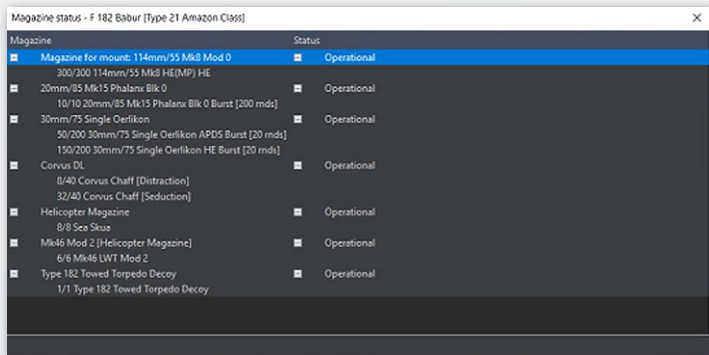 Magazine status - F 182 Babur [Type 21 Amazon Class]
Magazine Status
Magazine for mount: 114mm/55 Mk8 Mod 0 Operational
300/300 114mm/55 Mk8 HE(MP) HE
20mm/85 Mk15 Phalanx Blk 0 Operational
10/10 20mm/85 Mk15 Phalanx Blk 0 Burst [200 rnds]
30mm/75 Single Oerlikon Operational
50/200 30mm/75 Single Oerlikon APDS Burst [20 rnds]
150/200 30mm/75 Single Oerlikon HE Burst [20 rnds]
Corvus DL Operational
8/40 Corvus Chaff [Distraction]
32/40 Corvus Chaff [Seduction]
Helicopter Magazine Operational
8/8 Sea Skua
Mk46 Mod 2 [Helicopter Magazine] Operational
6/6 Mk46 LWT Mod 2
Type 182 Towed Torpedo Decoy Operational
1/1 Type 182 Towed Torpedo Decoy